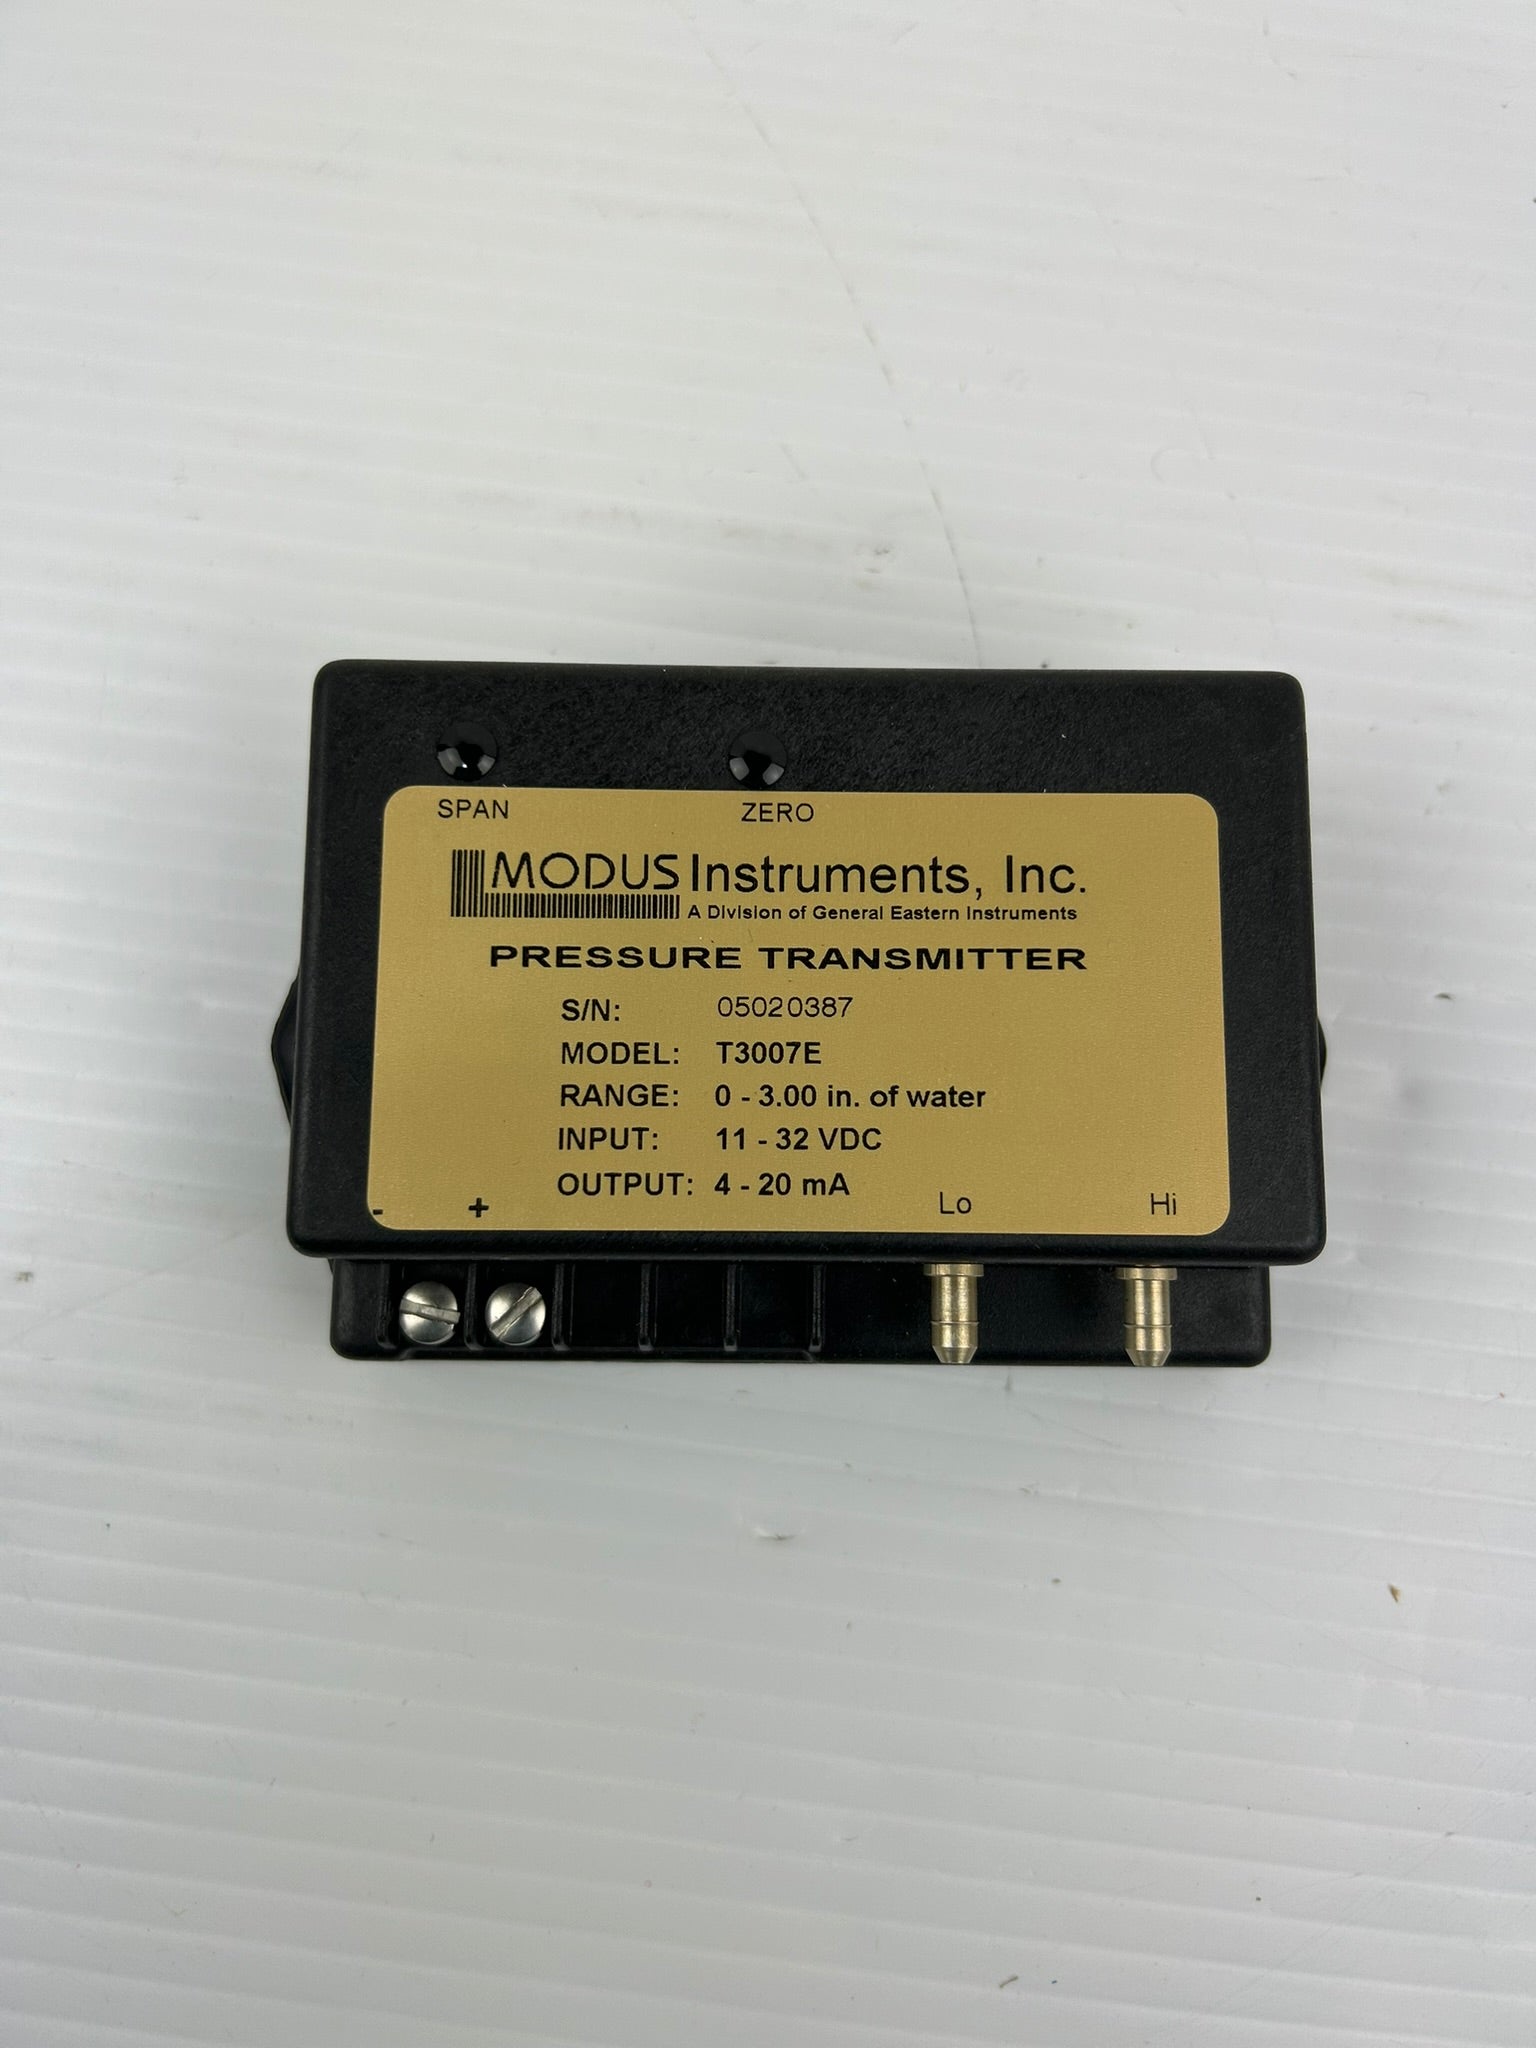 SPAN ZERO
MODUS Instruments, Inc.
A Division of General Eastern Instruments
PRESSURE TRANSMITTER
S/N: 05020387
MODEL: T3007E
RANGE: 0 - 3.00 in. of water
INPUT: 11 - 32 VDC
OUTPUT: 4 - 20 mA
- + Lo Hi